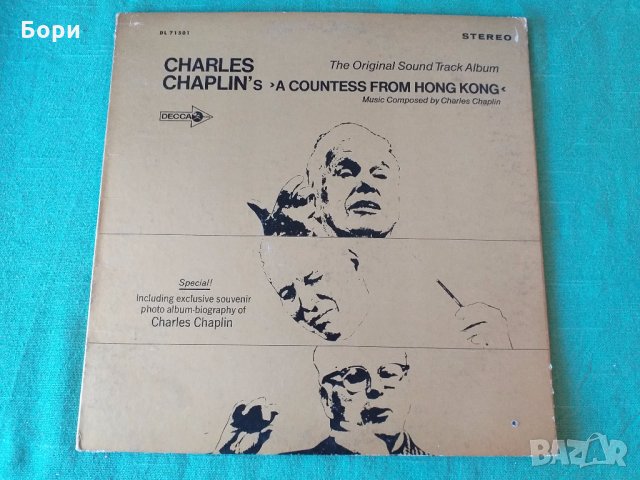 Бори
DL 71501
STEREO
CHARLES
CHAPLIN's ›A COUNTESS FROM HONG KONG‹
The Original Sound Track Album
Music Composed by Charles Chaplin
DECCA
Special!
Including exclusive souvenir
photo album-biography of
Charles Chaplin
BAZAR